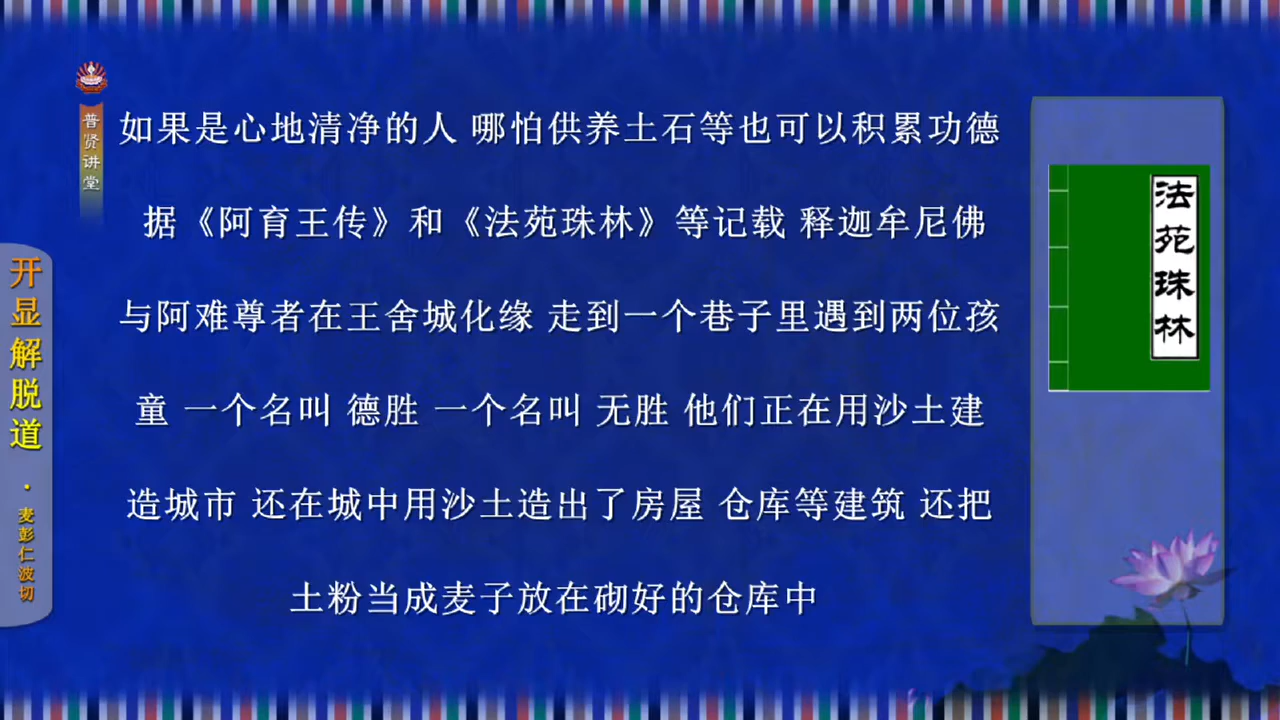 如果是心地清净的人 哪怕供养土石等也可以积累功德
据《阿育王传》和《法苑珠林》等记载 释迦牟尼佛
与阿难尊者在王舍城化缘 走到一个巷子里遇到两位孩
童 一个名叫 德胜 一个名叫 无胜 他们正在用沙土建
造城市 还在城中用沙土造出了房屋 仓库等建筑 还把
土粉当成麦子放在砌好的仓库中
普贤讲堂
开显解脱道
·麦彭仁波切
法苑珠林